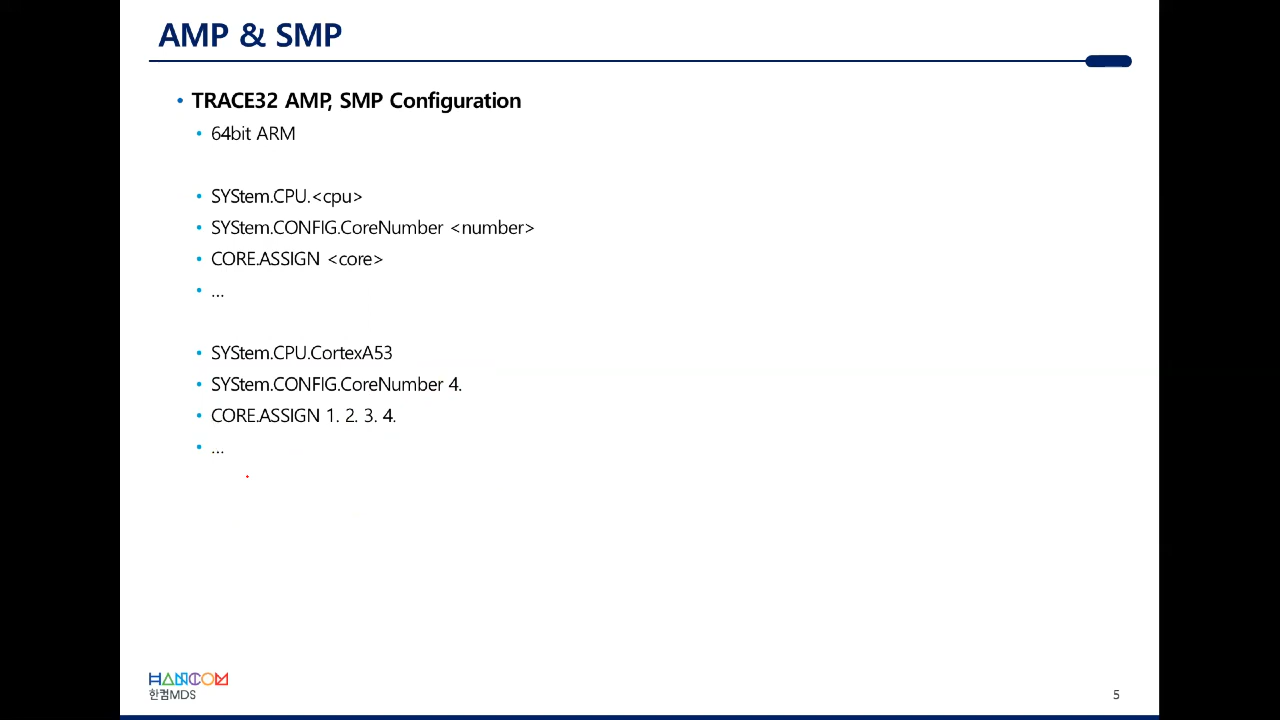 AMP & SMP
• TRACE32 AMP, SMP Configuration
• 64bit ARM
• SYStem.CPU.<cpu>
• SYStem.CONFIG.CoreNumber <number>
• CORE.ASSIGN <core>
• ...
• SYStem.CPU.CortexA53
• SYStem.CONFIG.CoreNumber 4.
• CORE.ASSIGN 1. 2. 3. 4.
• ...
HANCOM
한컴MDS
5